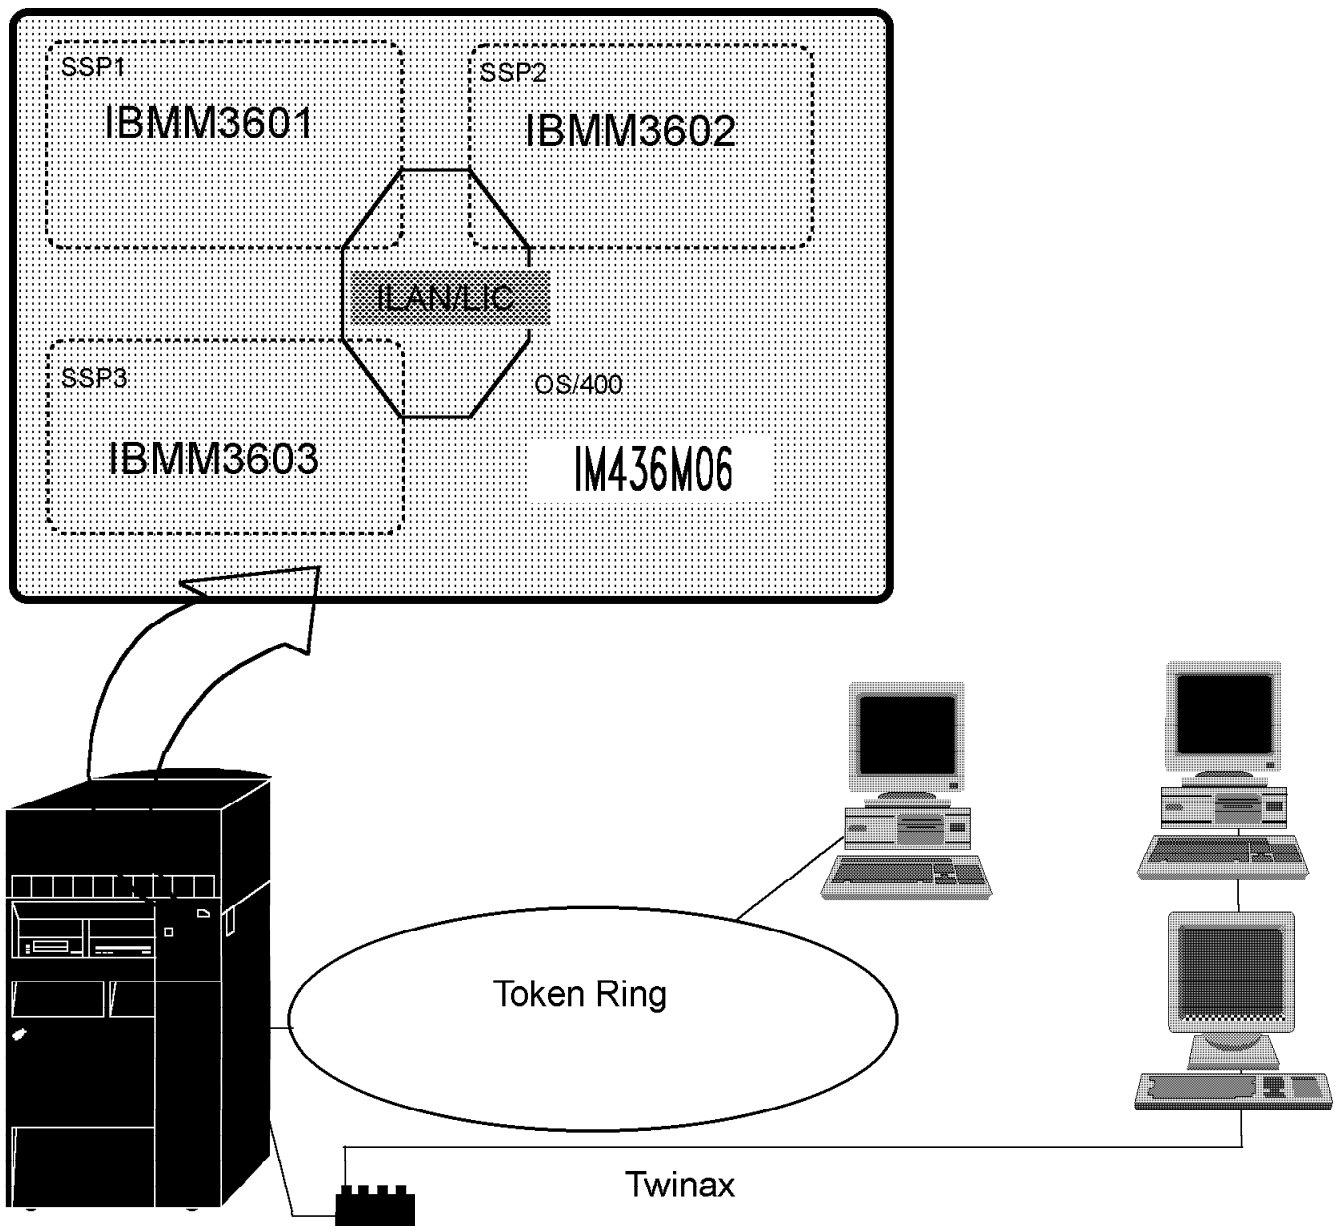 SSP1
IBMM3601
SSP2
IBMM3602
ILAN/LIC
SSP3
IBMM3603
OS/400
IM436M06
Token Ring
Twinax